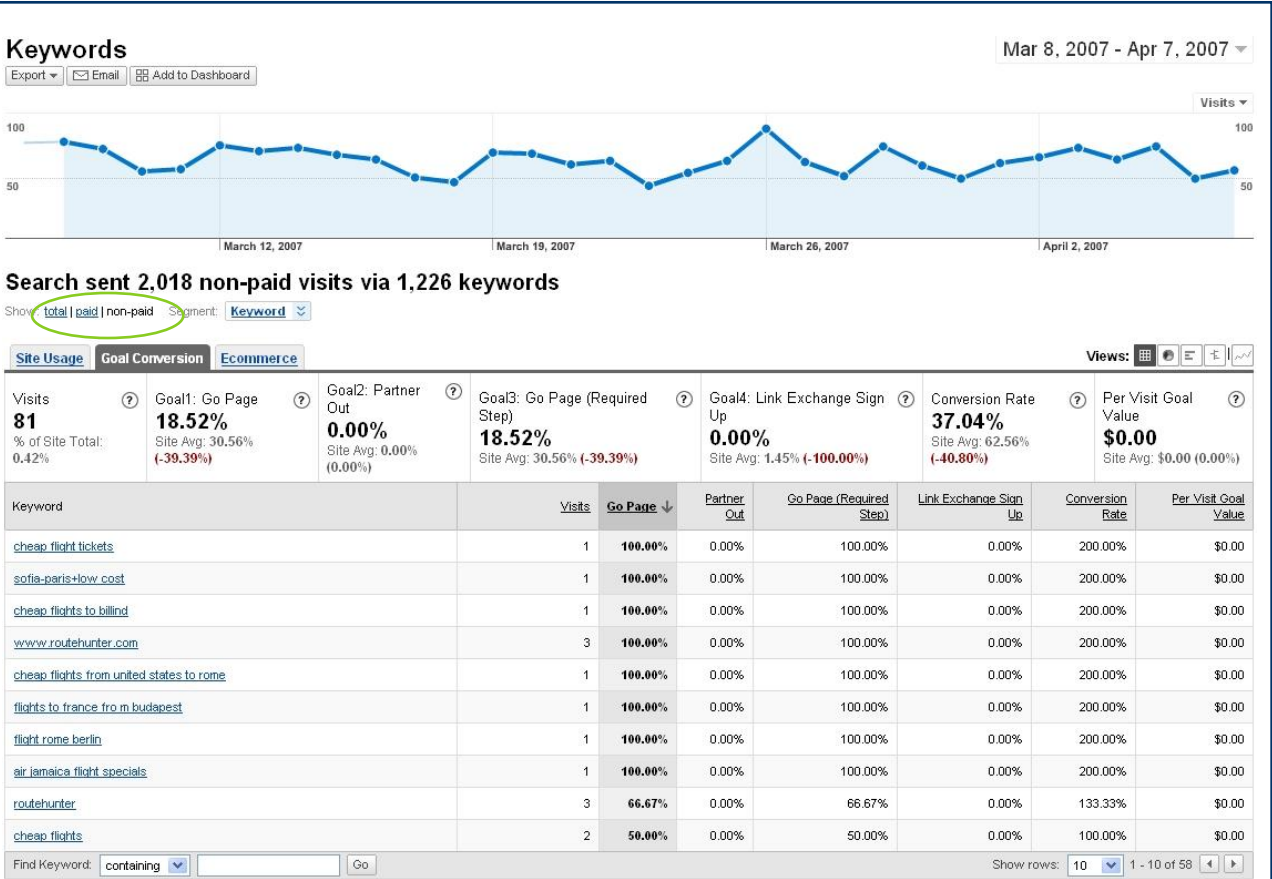 Keywords
Mar 8, 2007 - Apr 7, 2007
Export Email Add to Dashboard
Visits
100 100
50 50
March 12, 2007 March 19, 2007 March 26, 2007 April 2, 2007
Search sent 2,018 non-paid visits via 1,226 keywords
Show: total | paid | non-paid Segment: Keyword
Site Usage Goal Conversion Ecommerce Views:
Visits ?
81
% of Site Total:
0.42%
Goal1: Go Page ?
18.52%
Site Avg: 30.56%
(-39.39%)
Goal2: Partner ?
Out
0.00%
Site Avg: 0.00%
(0.00%)
Goal3: Go Page (Required ?
Step)
18.52%
Site Avg: 30.56% (-39.39%)
Goal4: Link Exchange Sign ?
Up
0.00%
Site Avg: 1.45% (-100.00%)
Conversion Rate ?
37.04%
Site Avg: 62.56%
(-40.80%)
Per Visit Goal ?
Value
$0.00
Site Avg: $0.00 (0.00%)
Keyword Visits Go Page Partner Out Go Page (Required Step) Link Exchange Sign Up Conversion Rate Per Visit Goal Value
cheap flight tickets 1 100.00% 0.00% 100.00% 0.00% 200.00% $0.00
sofia-paris+low cost 1 100.00% 0.00% 100.00% 0.00% 200.00% $0.00
cheap flights to billind 1 100.00% 0.00% 100.00% 0.00% 200.00% $0.00
www.routehunter.com 3 100.00% 0.00% 100.00% 0.00% 200.00% $0.00
cheap flights from united states to rome 1 100.00% 0.00% 100.00% 0.00% 200.00% $0.00
flights to france fro m budapest 1 100.00% 0.00% 100.00% 0.00% 200.00% $0.00
flight rome berlin 1 100.00% 0.00% 100.00% 0.00% 200.00% $0.00
air jamaica flight specials 1 100.00% 0.00% 100.00% 0.00% 200.00% $0.00
routehunter 3 66.67% 0.00% 66.67% 0.00% 133.33% $0.00
cheap flights 2 50.00% 0.00% 50.00% 0.00% 100.00% $0.00
Find Keyword: containing Go Show rows: 10 1 - 10 of 58